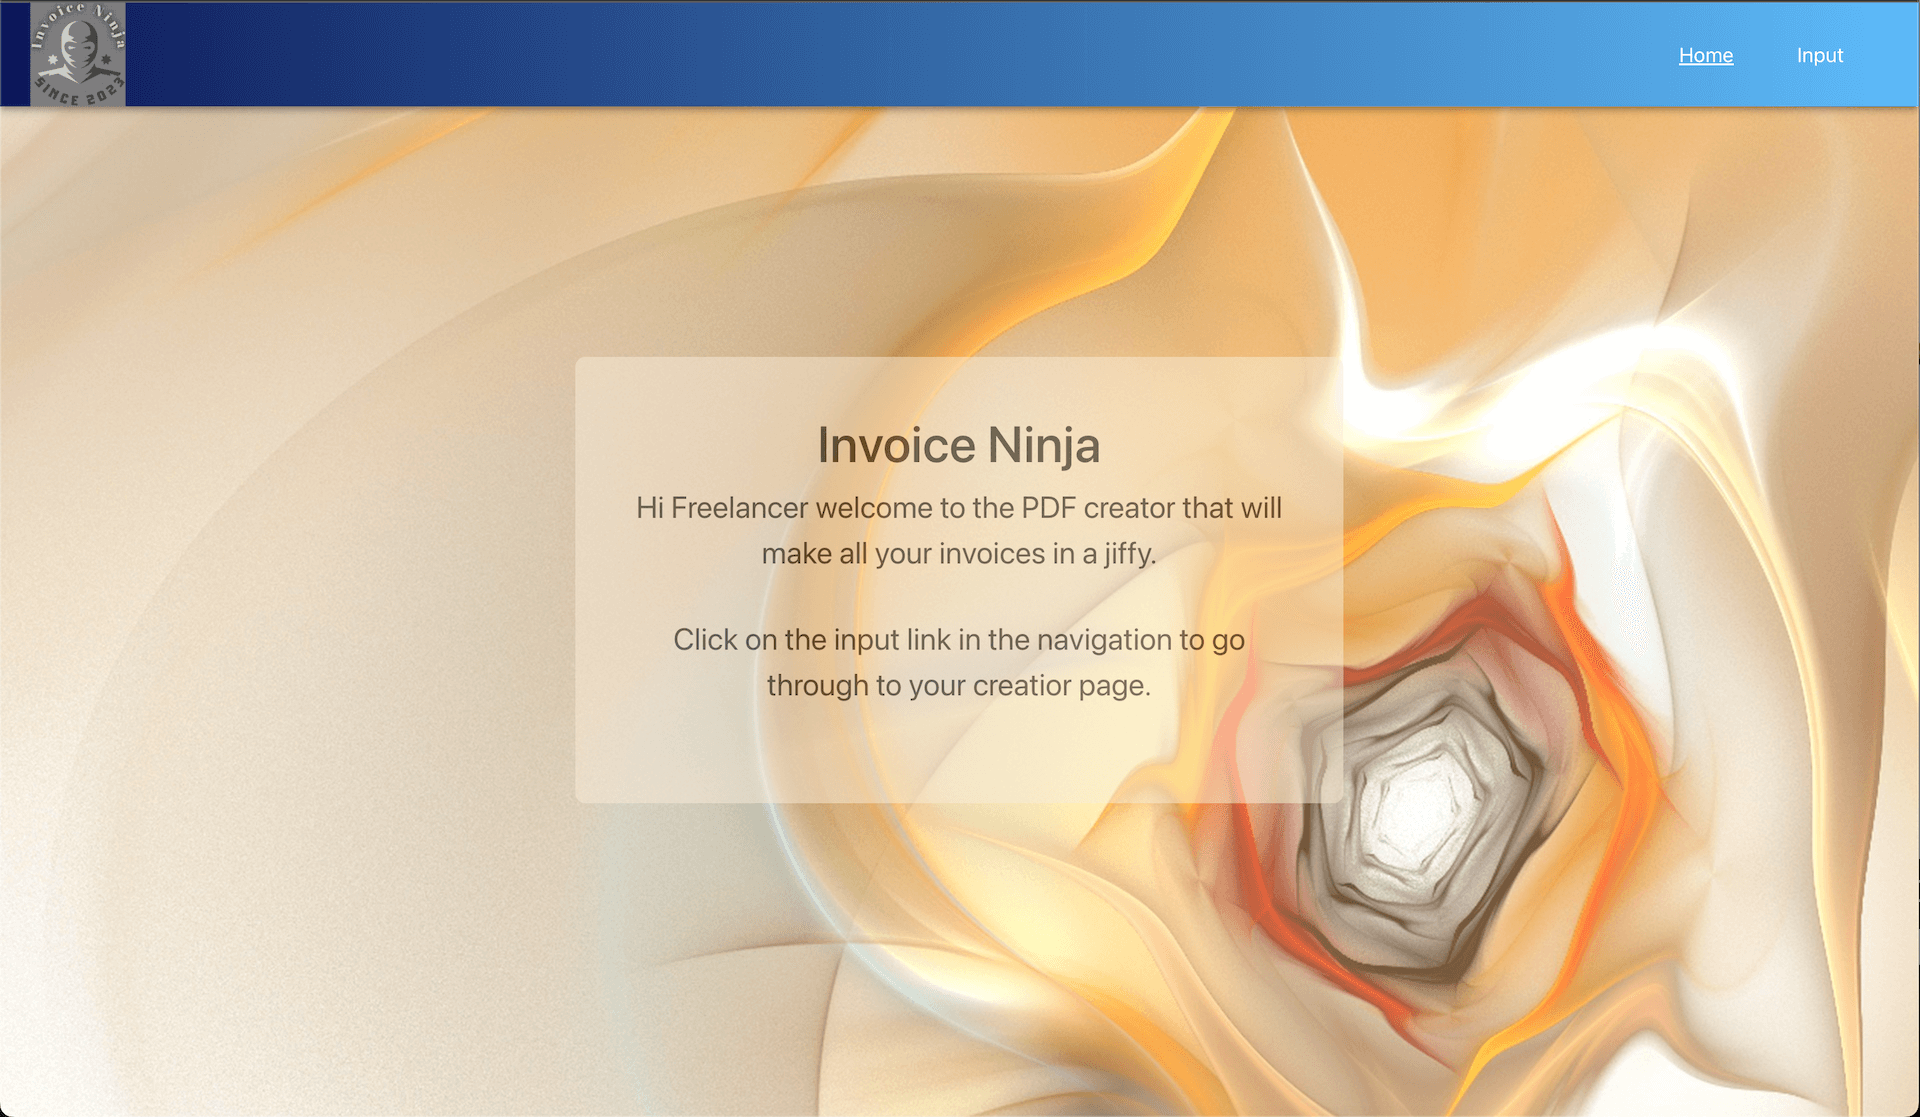 Invoice Ninja
SINCE 2023
Home
Input
Invoice Ninja
Hi Freelancer welcome to the PDF creator that will
make all your invoices in a jiffy.
Click on the input link in the navigation to go
through to your creatior page.